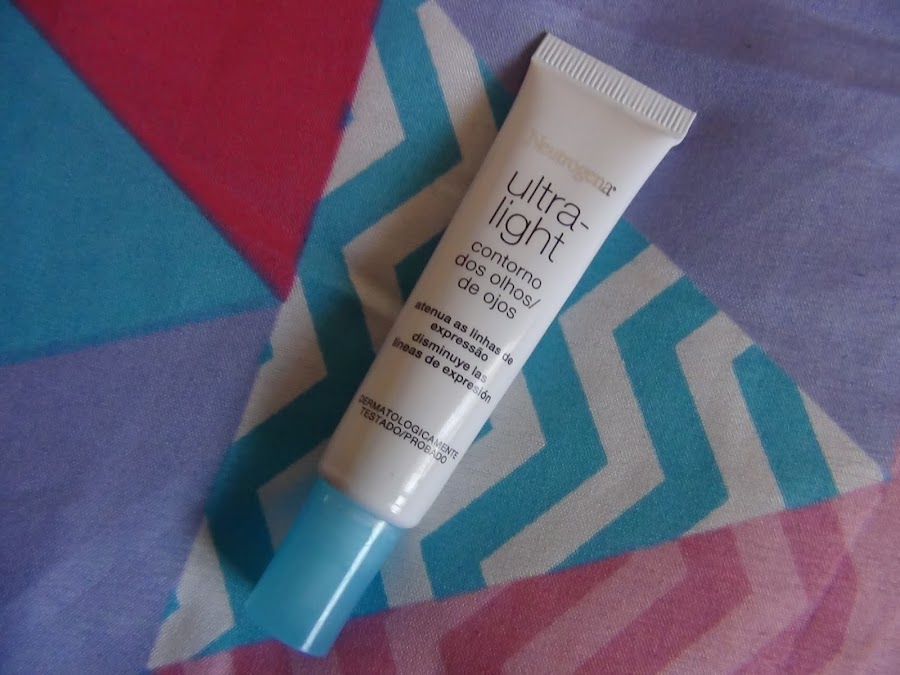 Neutrogena®
ultra-
light
contorno
dos olhos/
de ojos
atenua as linhas de
expressão
disminuye las
líneas de expresión
DERMATOLOGICAMENTE
TESTADO/PROBADO